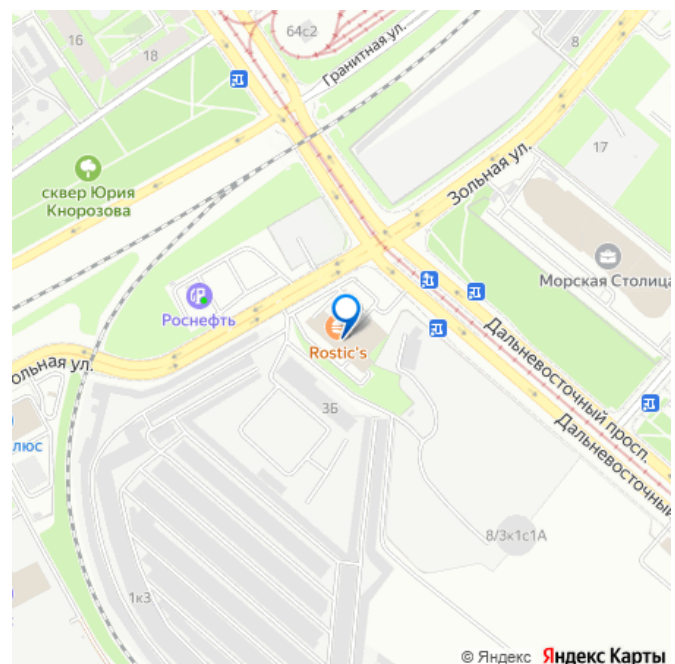 64с2
16
18
8
Гранитная ул.
17
Зольная ул.
сквер Юрия
Кнорозова
Морская Столица
Роснефть
Rostic's
Дальневосточный просп.
ольная ул.
3Б
люс
Дальневосточный
8/3к1с1А
1к3
© Яндекс Яндекс Карты